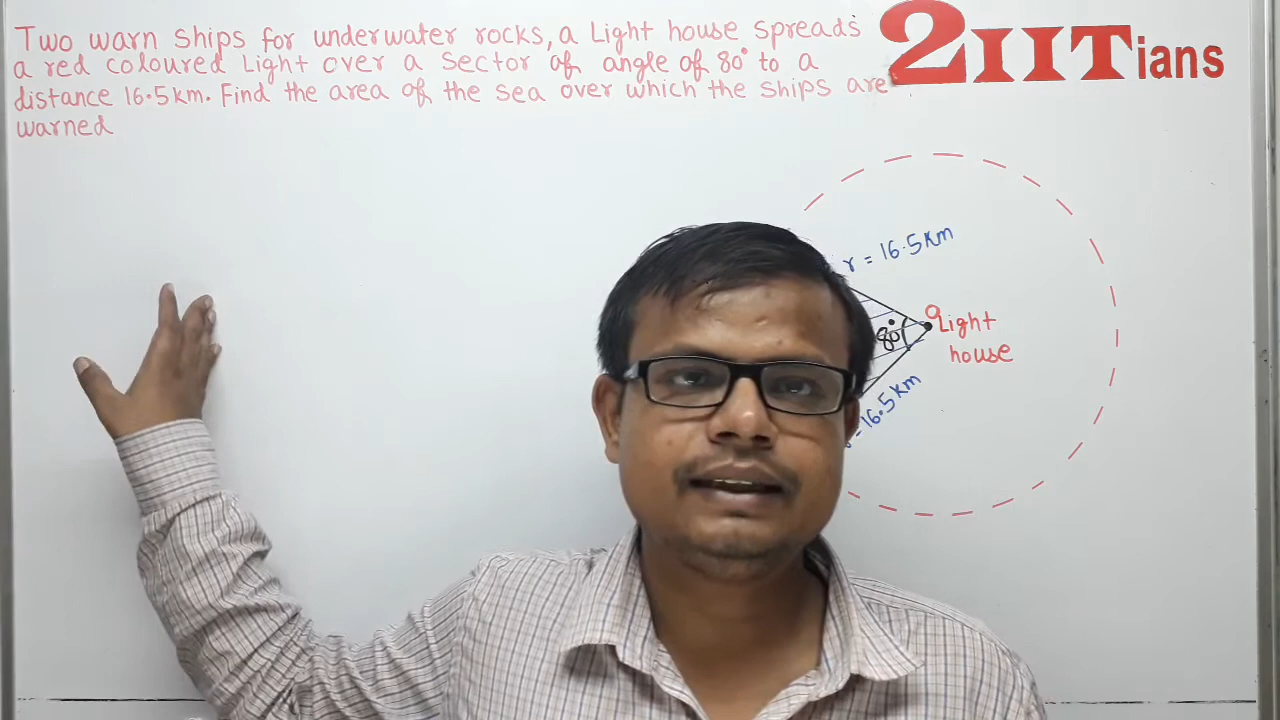 Two warn ships for underwater rocks, a Light house spreads
a red coloured Light over a sector of angle of 80° to a
distance 16.5km. Find the area of the sea over which the ships are
warned
2IITians
r = 16.5Km
80°
Light
house
= 16.5Km